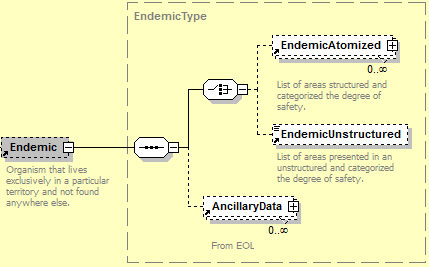 EndemicType
EndemicAtomized
0..∞
List of areas structured and
categorized the degree of
safety.
Endemic
Organism that lives
exclusively in a particular
territory and not found
anywhere else.
EndemicUnstructured
List of areas presented in an
unstructured and categorized
the degree of safety.
AncillaryData
0..∞
From EOL